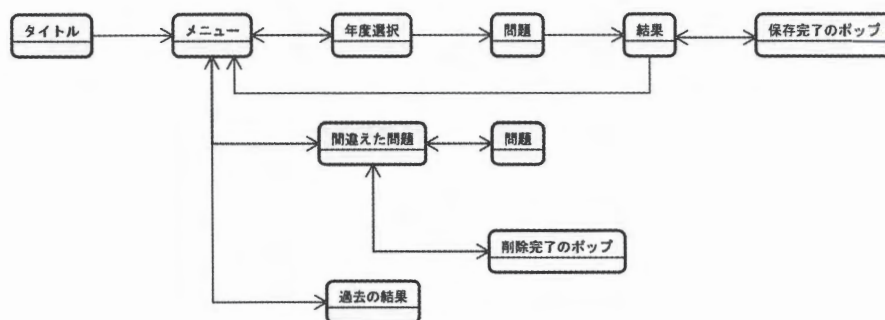 タイトル
メニュー
年度選択
問題
結果
保存完了のポップ
間違えた問題
問題
削除完了のポップ
過去の結果